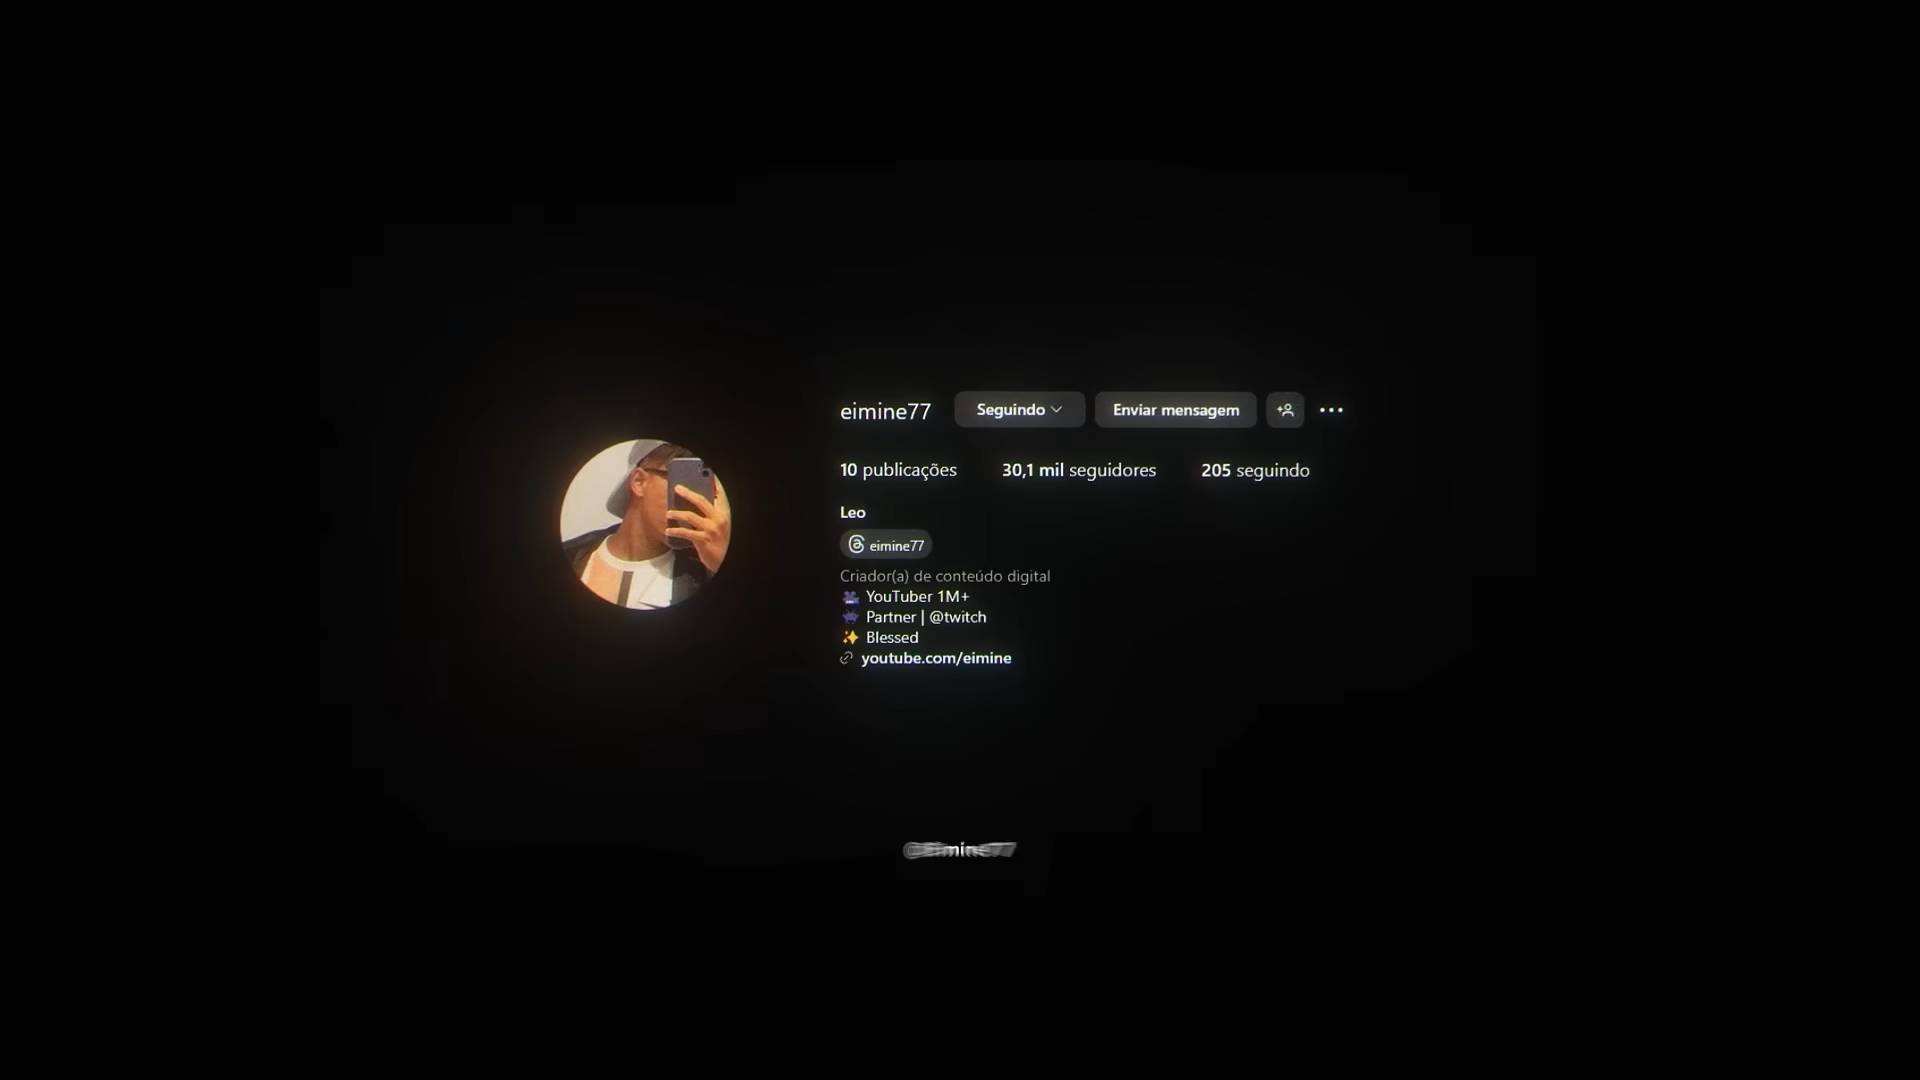 eimine77 Seguindo Enviar mensagem
10 publicações 30,1 mil seguidores 205 seguindo
Leo
eimine77
Criador(a) de conteúdo digital
YouTuber 1M+
Partner | @twitch
Blessed
youtube.com/eimine